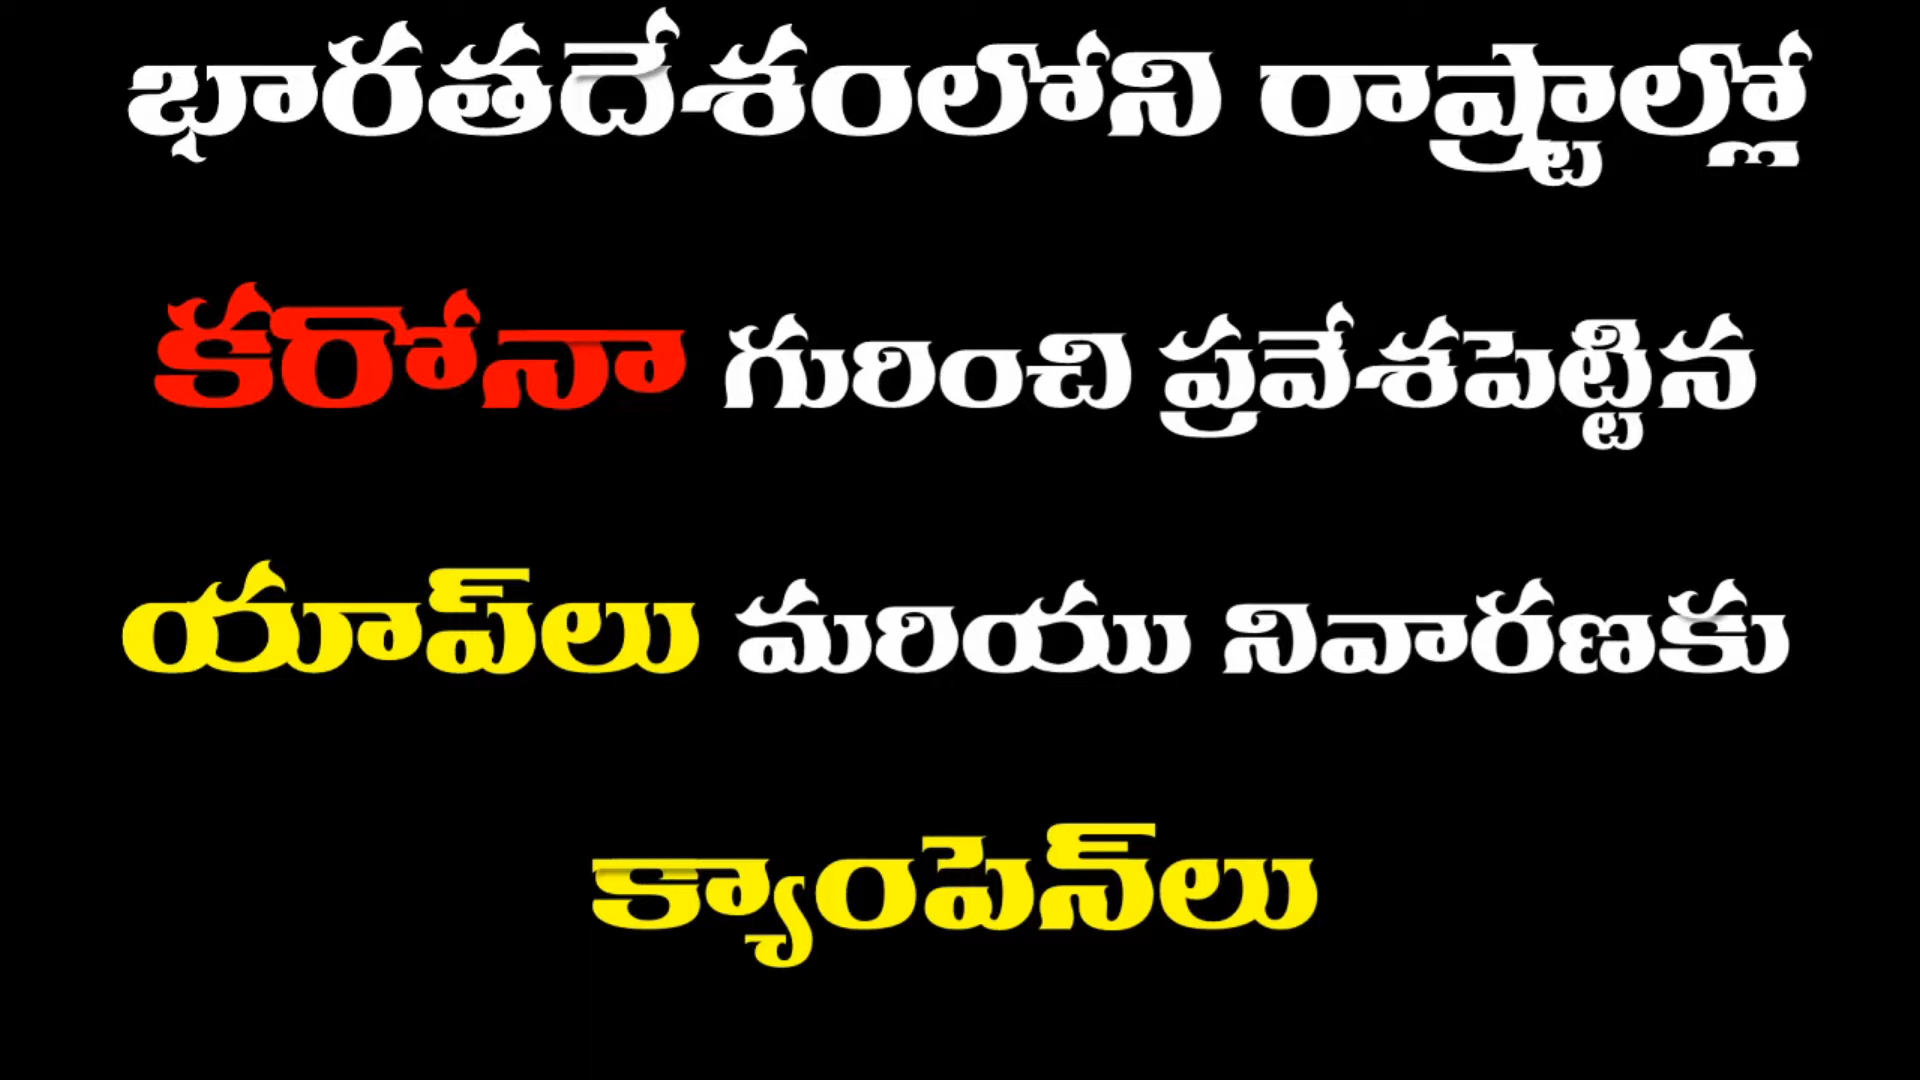 భారతదేశంలోని రాష్ట్రాల్లో
కరోనా గురించి ప్రవేశపెట్టిన
యాప్‌లు మరియు నివారణకు
క్యాంపెన్‌లు